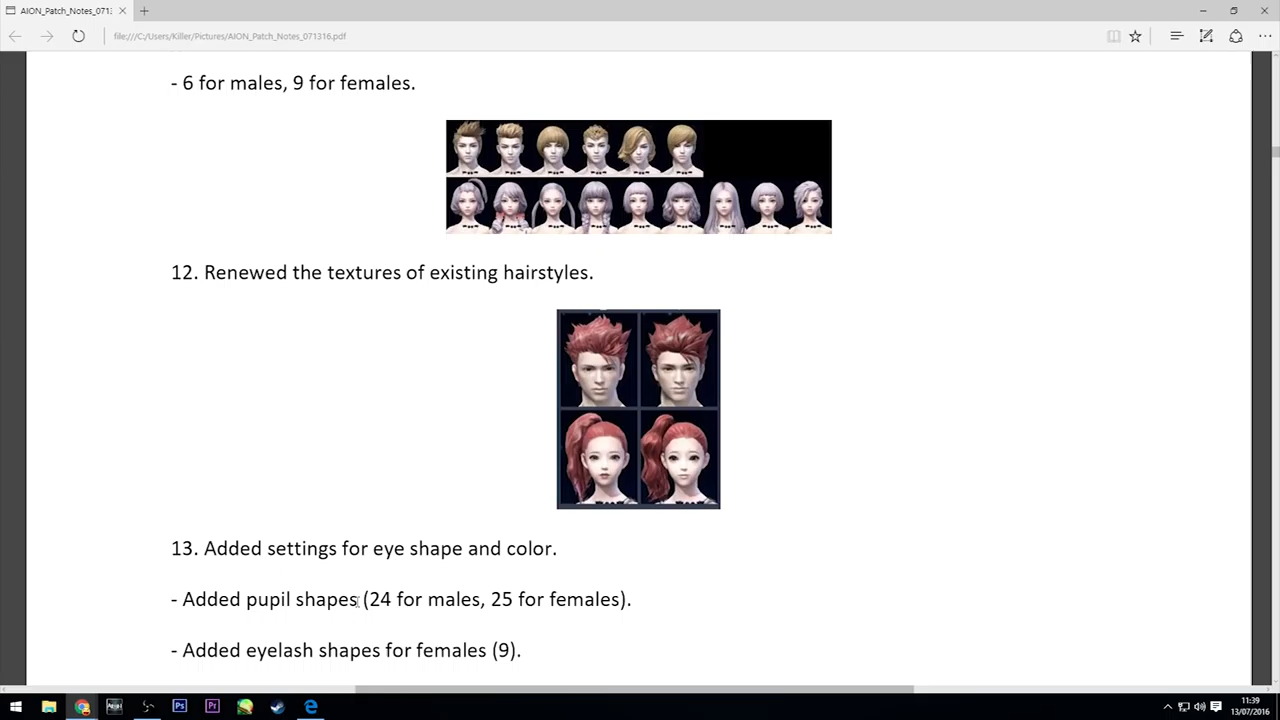 AION_Patch_Notes_071
file:///C:/Users/Killer/Pictures/AION_Patch_Notes_071316.pdf
- 6 for males, 9 for females.
12. Renewed the textures of existing hairstyles.
13. Added settings for eye shape and color.
- Added pupil shapes (24 for males, 25 for females).
- Added eyelash shapes for females (9).
Ps
Pr
11:39
13/07/2016